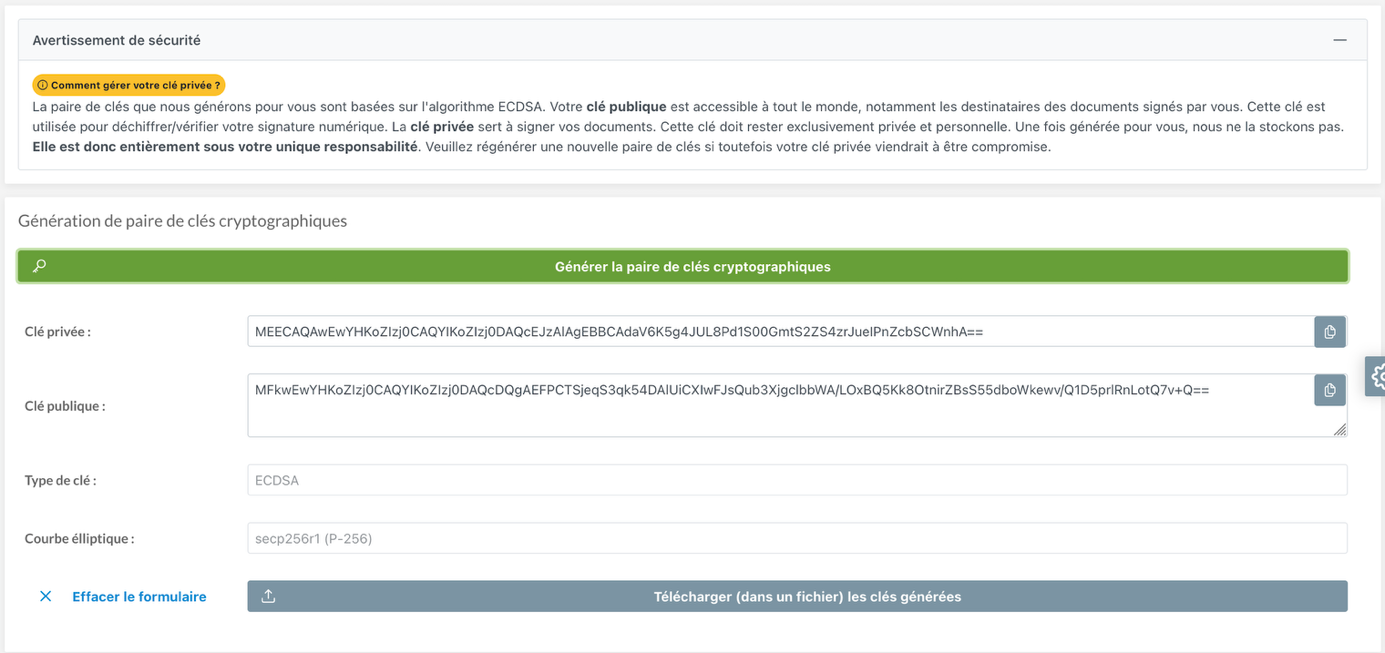 Avertissement de sécurité
Comment gérer votre clé privée ?
La paire de clés que nous générons pour vous sont basées sur l'algorithme ECDSA. Votre clé publique est accessible à tout le monde, notamment les destinataires des documents signés par vous. Cette clé est
utilisée pour déchiffrer/vérifier votre signature numérique. La clé privée sert à signer vos documents. Cette clé doit rester exclusivement privée et personnelle. Une fois générée pour vous, nous ne la stockons pas.
Elle est donc entièrement sous votre unique responsabilité. Veuillez régénérer une nouvelle paire de clés si toutefois votre clé privée viendrait à être compromise.
Génération de paire de clés cryptographiques
Générer la paire de clés cryptographiques
Clé privée :
MEECAQAwEwYHKoZIzj0CAQYIKoZIzj0DAQcEJzAlAgEBBCAdaV6K5g4JUL8Pd1S00GmtS2ZS4zrJuelPnZcbSCWnhA==
Clé publique :
MFkwEwYHKoZIzj0CAQYIKoZIzj0DAQcDQgAEFPCTSjeqS3qk54DAlUiCXIwFJsQub3XjgclbbWA/LOxBQ5Kk8OtnirZBsS55dboWkewv/Q1D5prlRnLotQ7v+Q==
Type de clé :
ECDSA
Courbe élliptique :
secp256r1 (P-256)
Effacer le formulaire
Télécharger (dans un fichier) les clés générées